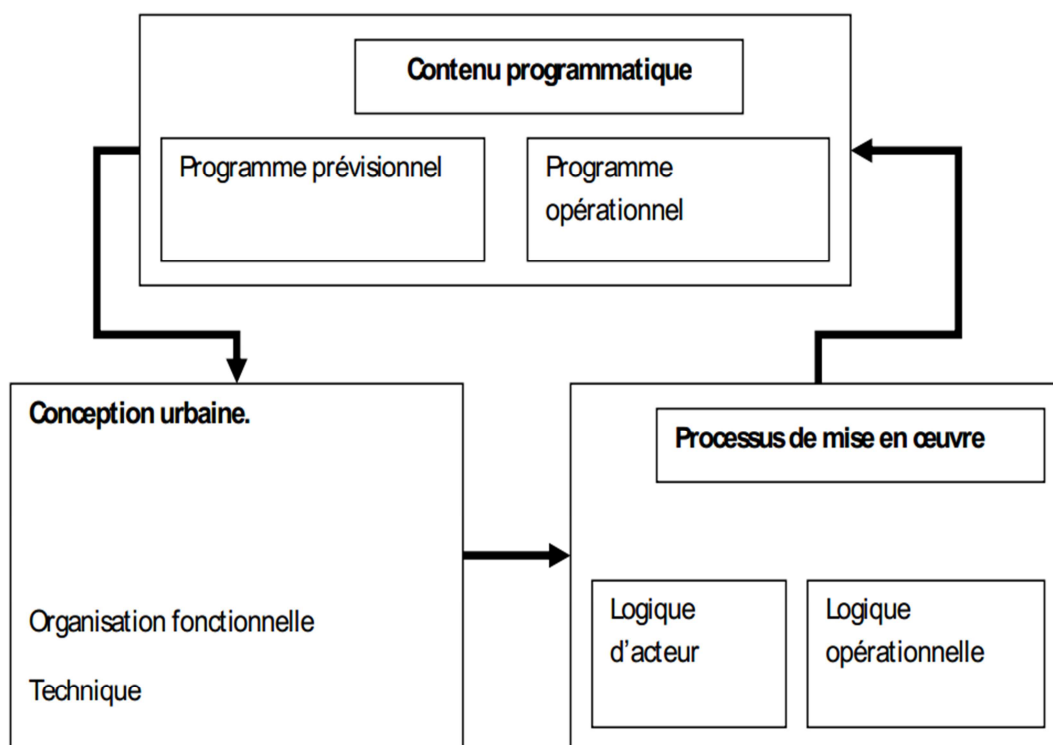 Contenu programmatique
Programme prévisionnel
Programme
opérationnel
Conception urbaine.
Organisation fonctionnelle
Technique
Processus de mise en œuvre
Logique
d’acteur
Logique
opérationnelle